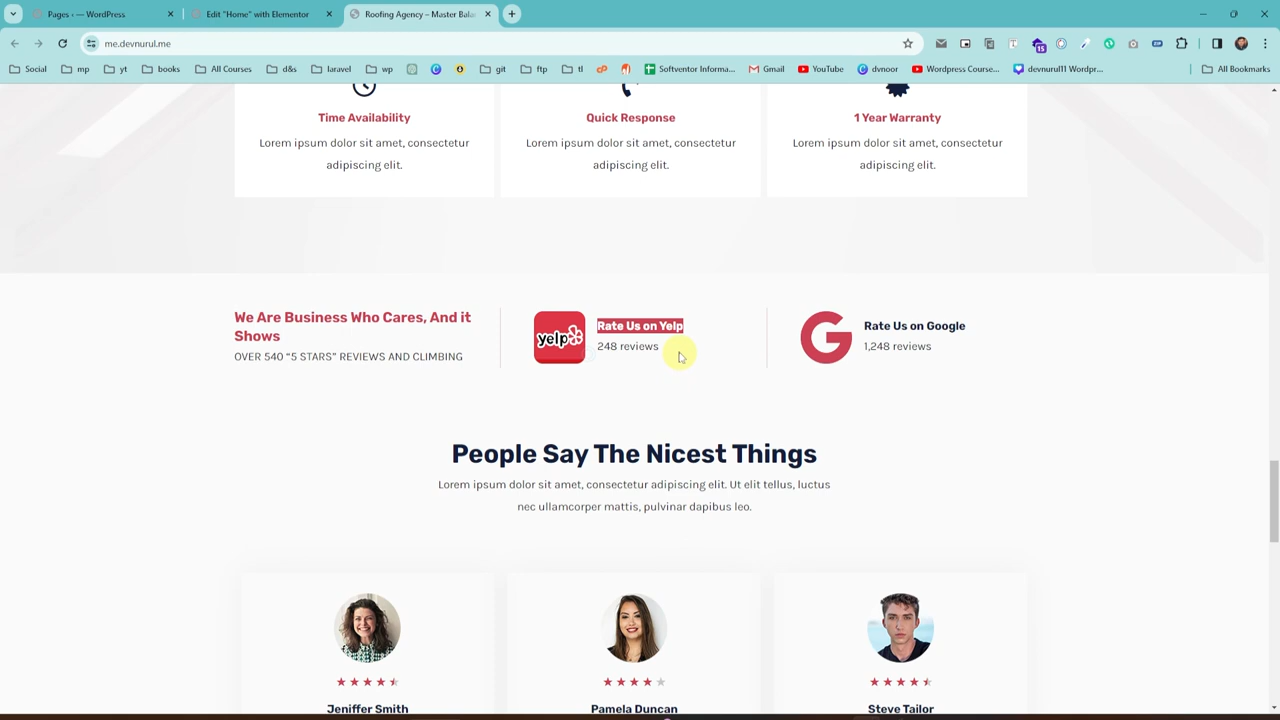 Pages ‹ — WordPress
Edit "Home" with Elementor
Roofing Agency – Master Bala
me.devnurul.me
15
Social
mp
yt
books
All Courses
d&s
laravel
wp
git
ftp
tl
Softventor Informa...
Gmail
YouTube
dvnoor
Wordpress Course...
devnurul11 Wordpr...
All Bookmarks
Time Availability
Lorem ipsum dolor sit amet, consectetur
adipiscing elit.
Quick Response
Lorem ipsum dolor sit amet, consectetur
adipiscing elit.
1 Year Warranty
Lorem ipsum dolor sit amet, consectetur
adipiscing elit.
We Are Business Who Cares, And it
Shows
OVER 540 “5 STARS” REVIEWS AND CLIMBING
yelp
Rate Us on Yelp
248 reviews
G
Rate Us on Google
1,248 reviews
People Say The Nicest Things
Lorem ipsum dolor sit amet, consectetur adipiscing elit. Ut elit tellus, luctus
nec ullamcorper mattis, pulvinar dapibus leo.
Jeniffer Smith
Pamela Duncan
Steve Tailor